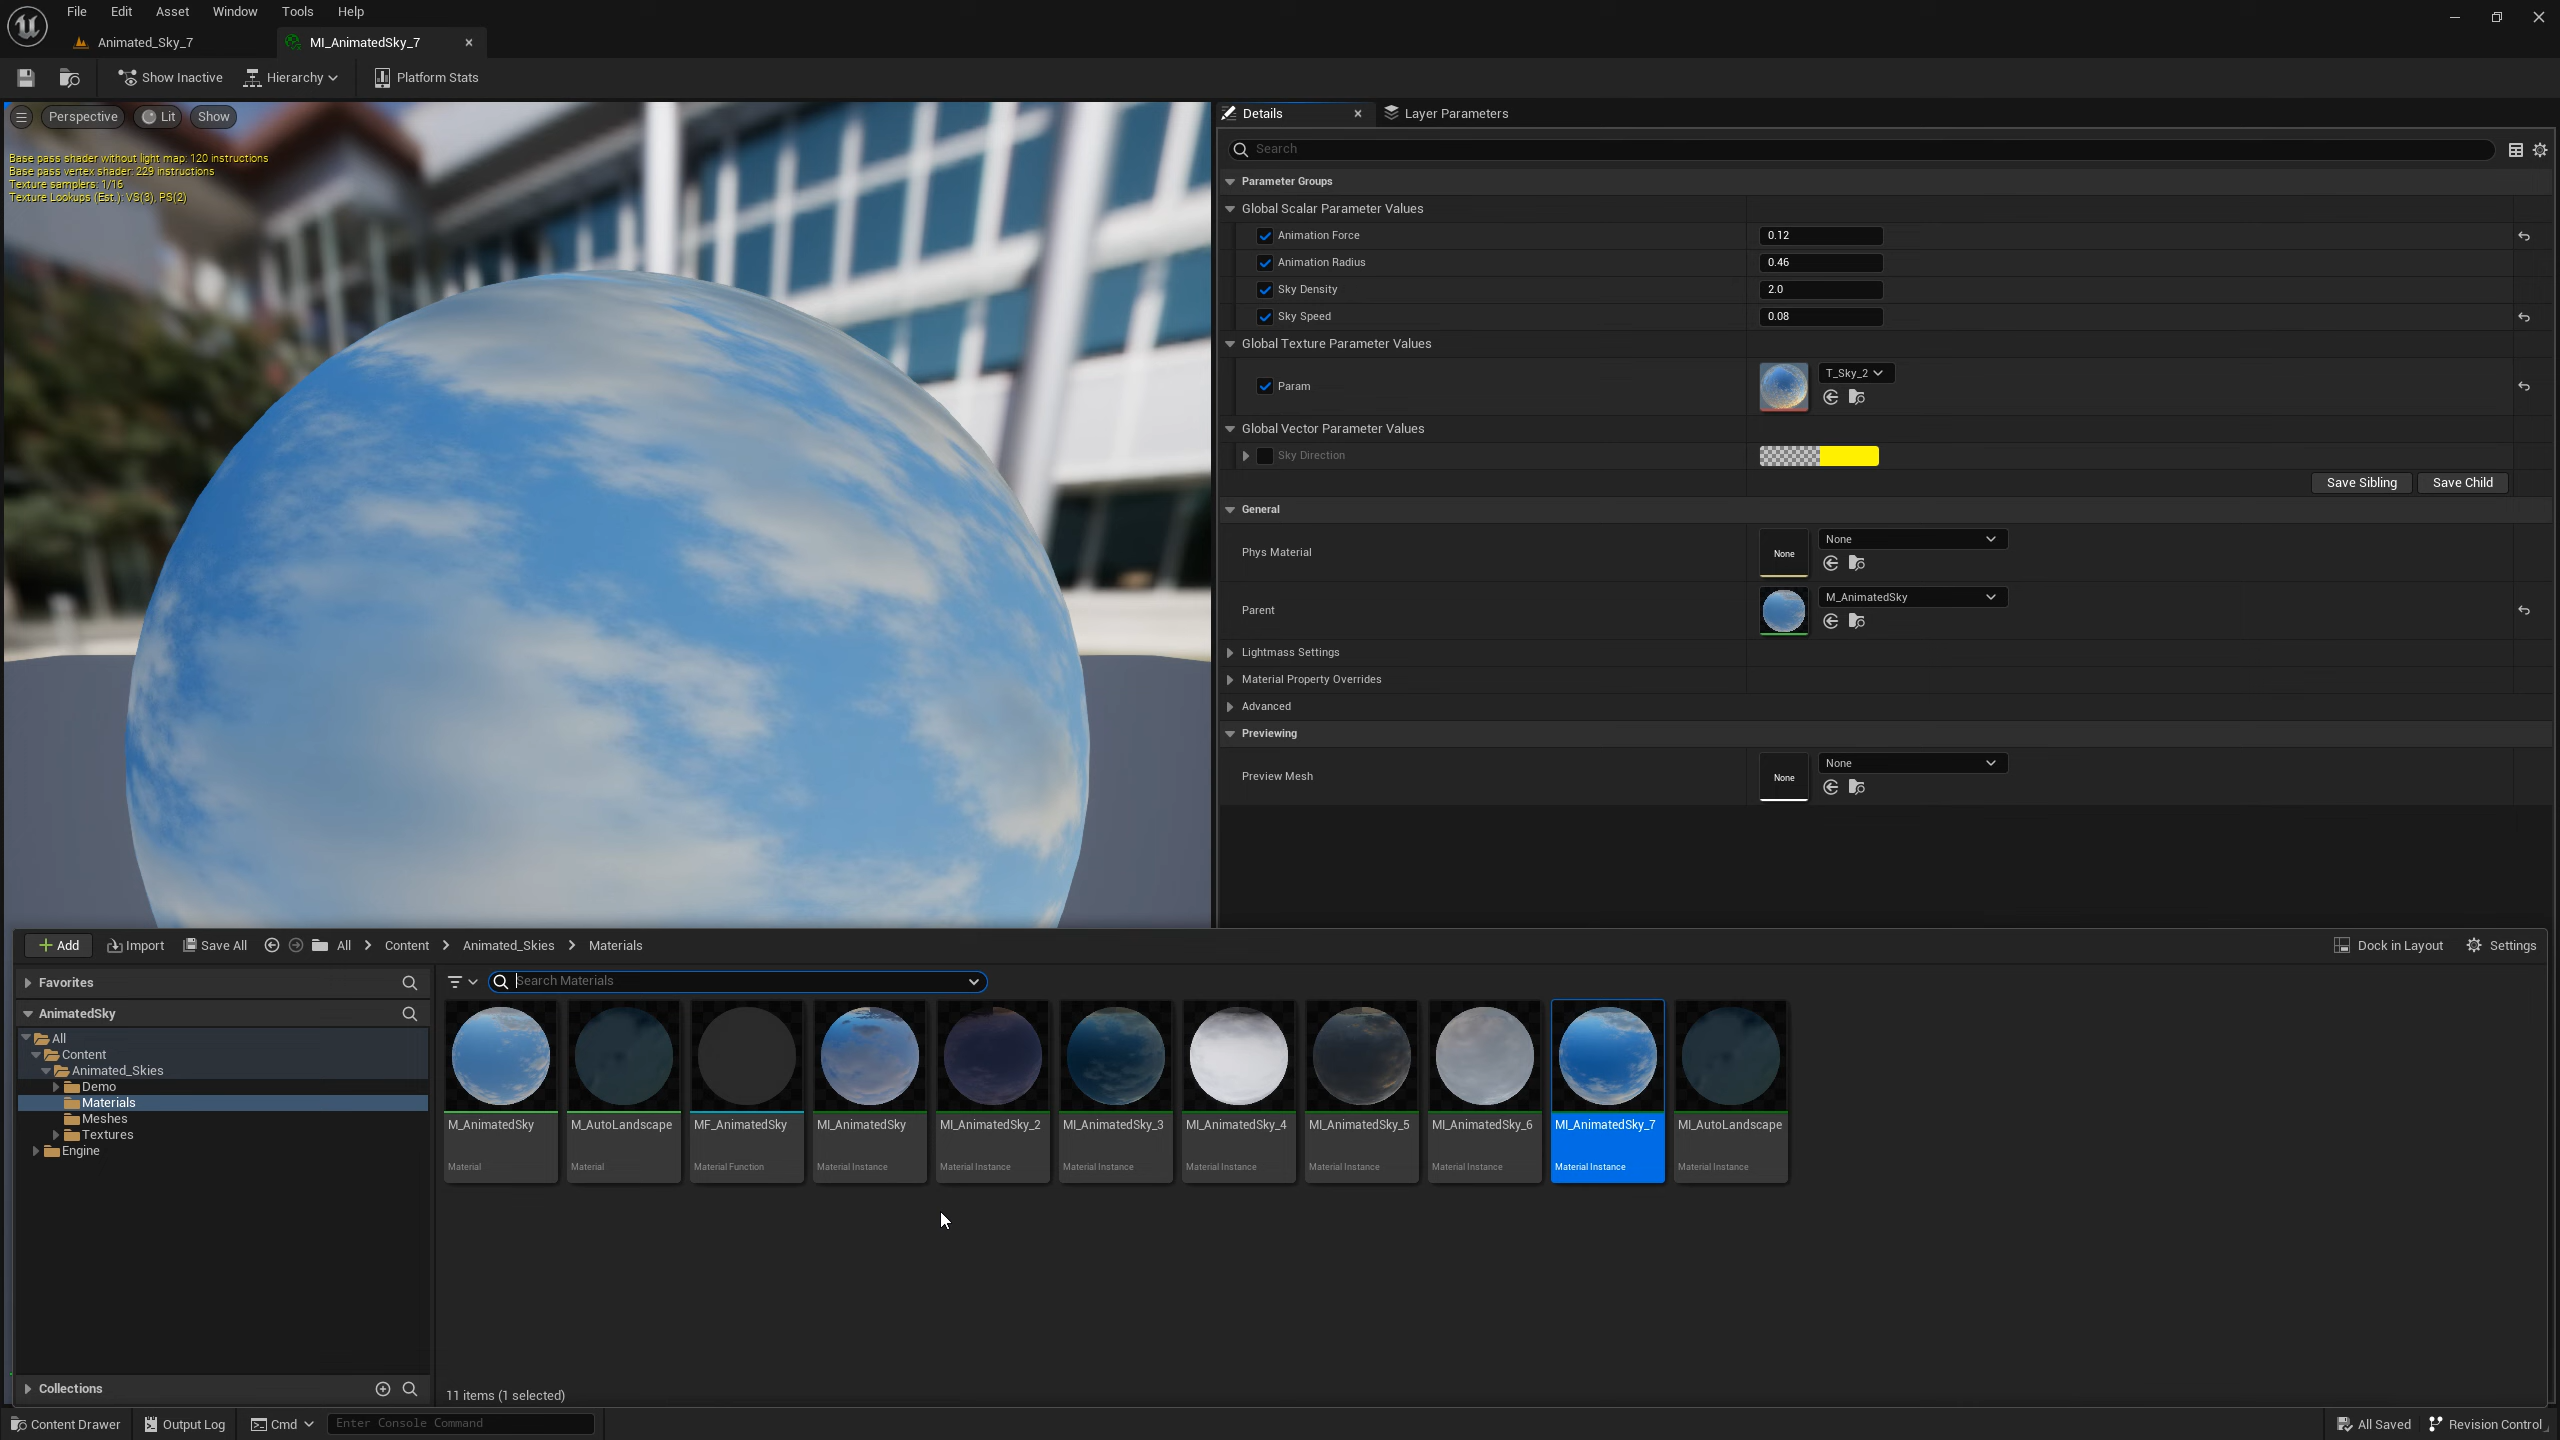 File Edit Asset Window Tools Help
Animated_Sky_7 MI_AnimatedSky_7
Show Inactive Hierarchy Platform Stats
Perspective Lit Show
Base pass shader without light map: 120 instructions
Base pass vertex shader: 229 instructions
Texture samplers: 1/16
Texture Lookups (Est.): VS(3), PS(2)
Details Layer Parameters
Search
Parameter Groups
Global Scalar Parameter Values
Animation Force 0.12
Animation Radius 0.46
Sky Density 2.0
Sky Speed 0.08
Global Texture Parameter Values
Param T_Sky_2
Global Vector Parameter Values
Sky Direction
Save Sibling Save Child
General
Phys Material None None
Parent M_AnimatedSky
Lightmass Settings
Material Property Overrides
Advanced
Previewing
Preview Mesh None None
Add Import Save All All Content Animated_Skies Materials Dock in Layout Settings
Favorites
AnimatedSky
All
Content
Animated_Skies
Demo
Materials
Meshes
Textures
Engine
Collections
Search Materials
M_AnimatedSky M_AutoLandscape MF_AnimatedSky MI_AnimatedSky MI_AnimatedSky_2 MI_AnimatedSky_3 MI_AnimatedSky_4 MI_AnimatedSky_5 MI_AnimatedSky_6 MI_AnimatedSky_7 MI_AutoLandscape
Material Material Material Function Material Instance Material Instance Material Instance Material Instance Material Instance Material Instance Material Instance Material Instance
11 items (1 selected)
Content Drawer Output Log Cmd Enter Console Command All Saved Revision Control